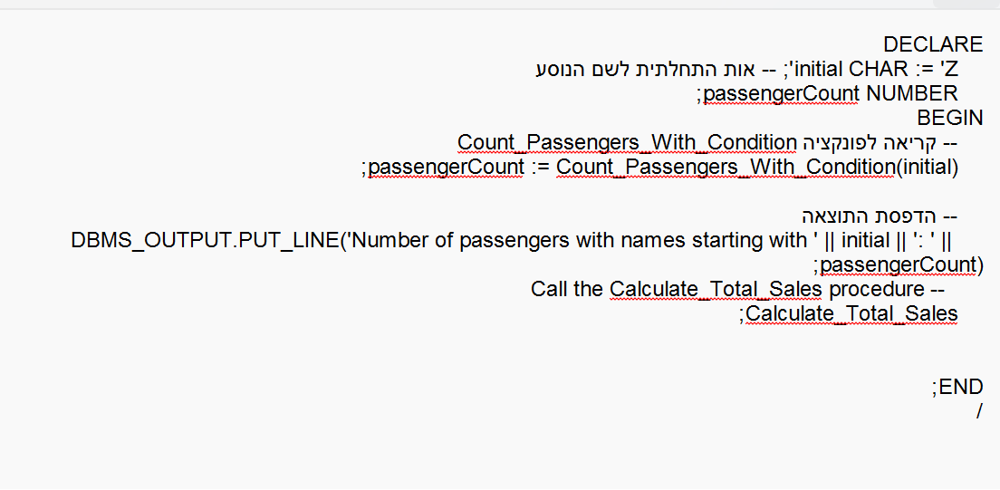 DECLARE
initial CHAR := 'Z'; -- אות התחלתית לשם הנוסע
passengerCount NUMBER;
BEGIN
-- קריאה לפונקציה Count_Passengers_With_Condition
passengerCount := Count_Passengers_With_Condition(initial);
-- הדפסת התוצאה
DBMS_OUTPUT.PUT_LINE('Number of passengers with names starting with ' || initial || ': ' ||
passengerCount);
-- Call the Calculate_Total_Sales procedure
Calculate_Total_Sales;
END;
/